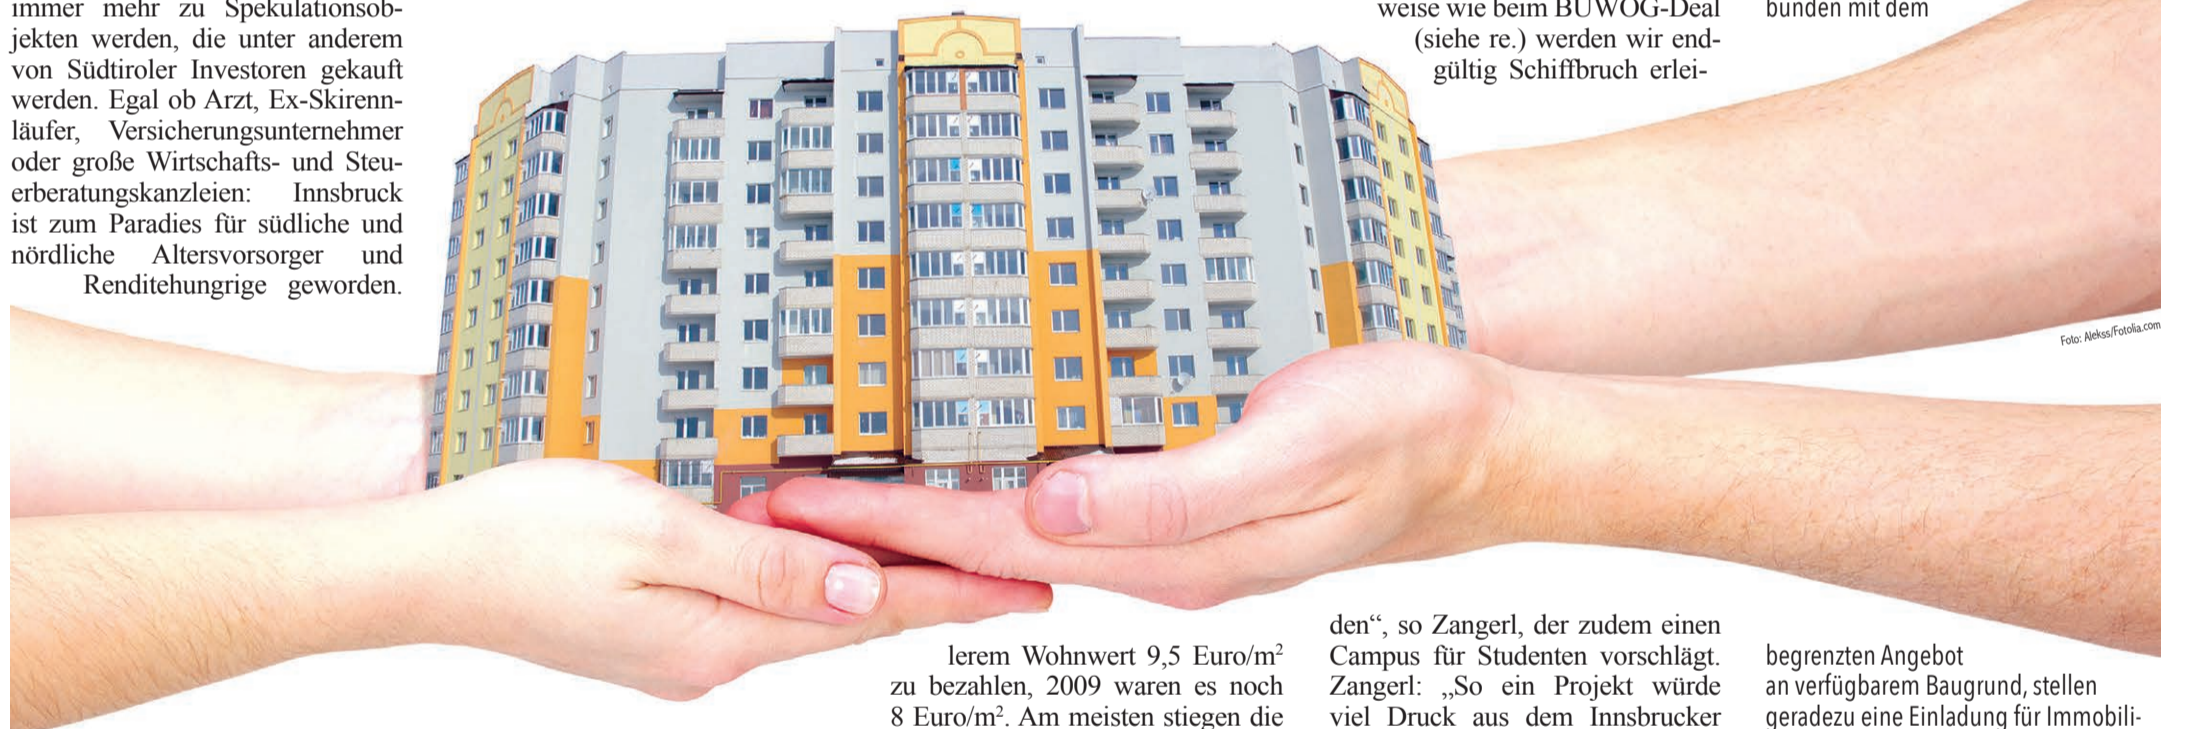 immer mehr zu Spekulationsob-
jekten werden, die unter anderem
von Südtiroler Investoren gekauft
werden. Egal ob Arzt, Ex-Skirenn-
läufer, Versicherungsunternehmer
oder große Wirtschafts- und Steu-
erberatungskanzleien: Innsbruck
ist zum Paradies für südliche und
nördliche Altersvorsorger und
Renditehungrige geworden.
lerem Wohnwert 9,5 Euro/m²
zu bezahlen, 2009 waren es noch
8 Euro/m². Am meisten stiegen die
weise wie beim BUWOG-Deal
(siehe re.) werden wir end-
gültig Schiffbruch erlei-
den“, so Zangerl, der zudem einen
Campus für Studenten vorschlägt.
Zangerl: „So ein Projekt würde
viel Druck aus dem Innsbrucker
bunden mit dem
begrenzten Angebot
an verfügbarem Baugrund, stellen
geradezu eine Einladung für Immobili-
Foto: Alekss/Fotolia.com